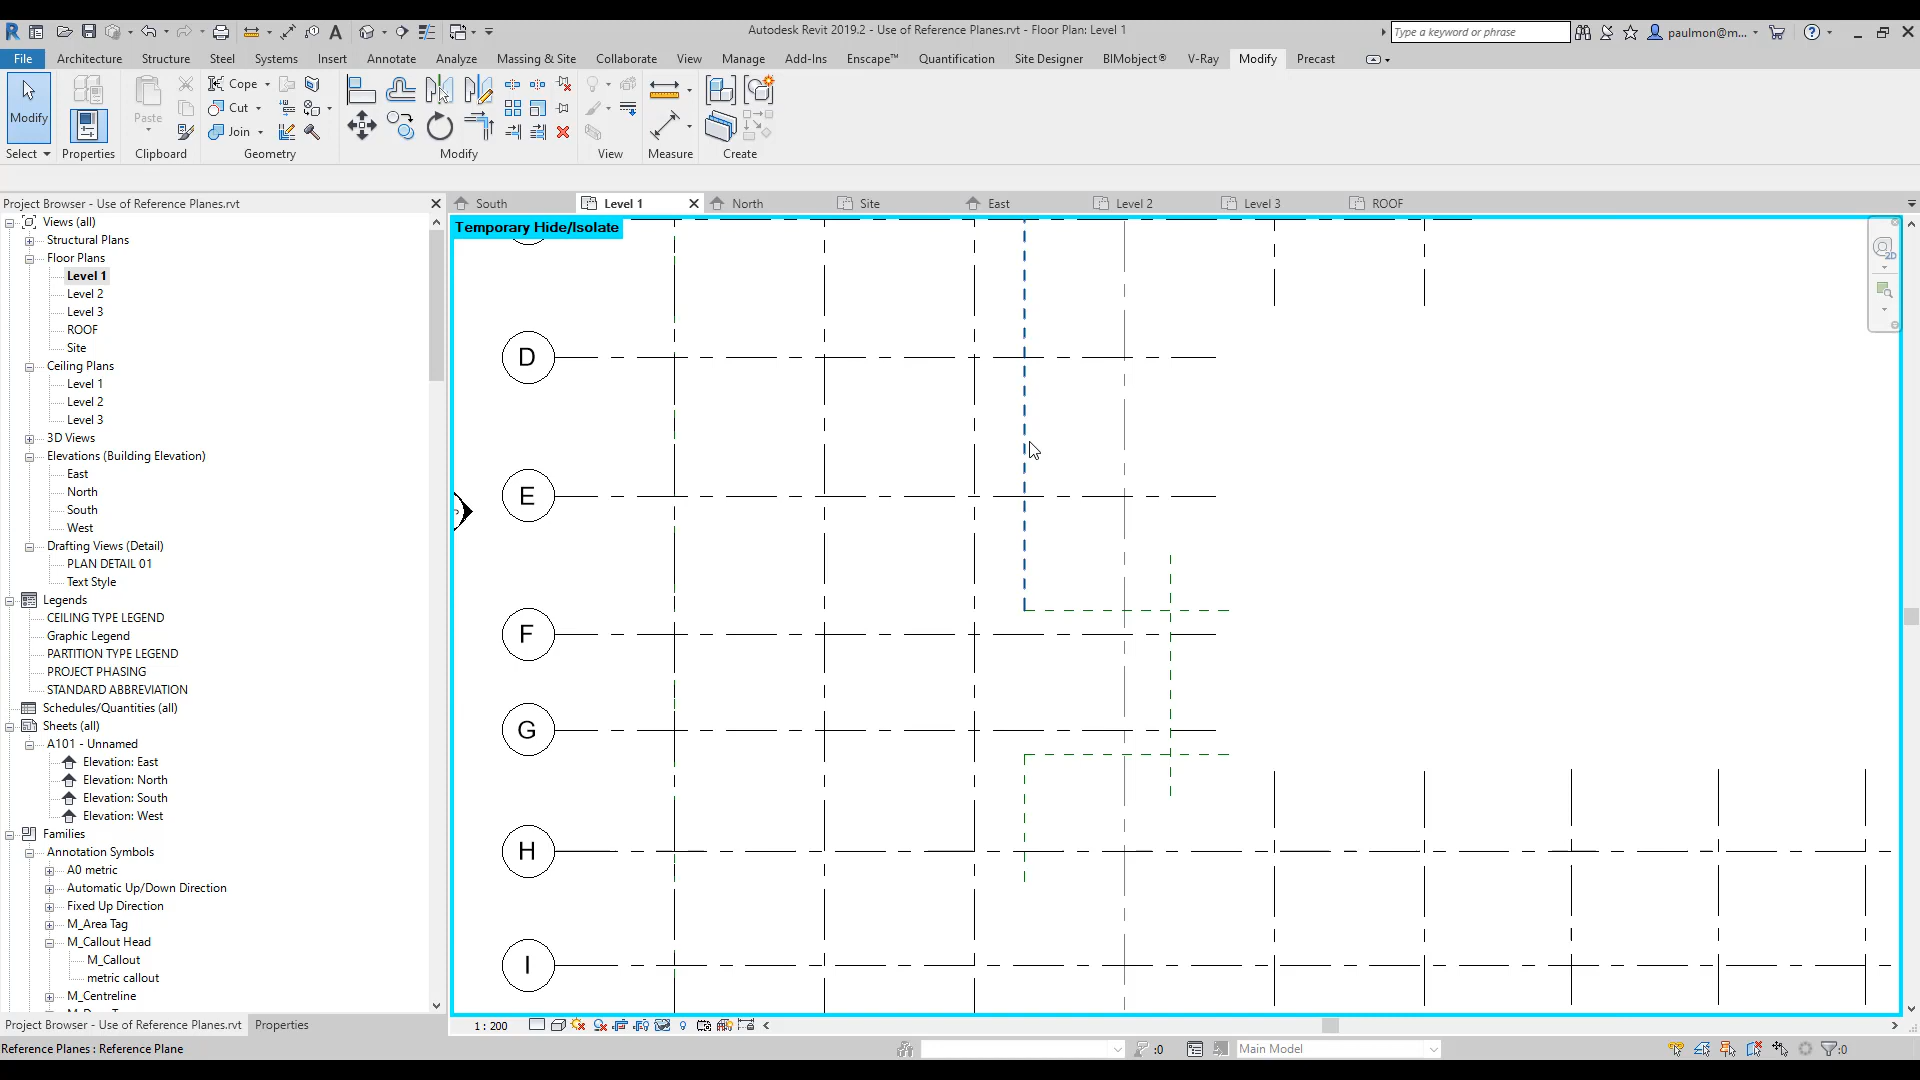 Autodesk Revit 2019.2 - Use of Reference Planes.rvt - Floor Plan: Level 1
Type a keyword or phrase
paulmon@m...
File
Architecture
Structure
Steel
Systems
Insert
Annotate
Analyze
Massing & Site
Collaborate
View
Manage
Add-Ins
Enscape™
Quantification
Site Designer
BIMobject®
V-Ray
Modify
Precast
Modify
Paste
Cope
Cut
Join
Select
Properties
Clipboard
Geometry
Modify
View
Measure
Create
Project Browser - Use of Reference Planes.rvt
South
Level 1
North
Site
East
Level 2
Level 3
ROOF
Views (all)
Structural Plans
Floor Plans
Level 1
Level 2
Level 3
ROOF
Site
Ceiling Plans
Level 1
Level 2
Level 3
3D Views
Elevations (Building Elevation)
East
North
South
West
Drafting Views (Detail)
PLAN DETAIL 01
Text Style
Legends
CEILING TYPE LEGEND
Graphic Legend
PARTITION TYPE LEGEND
PROJECT PHASING
STANDARD ABBREVIATION
Schedules/Quantities (all)
Sheets (all)
A101 - Unnamed
Elevation: East
Elevation: North
Elevation: South
Elevation: West
Families
Annotation Symbols
A0 metric
Automatic Up/Down Direction
Fixed Up Direction
M_Area Tag
M_Callout Head
M_Callout
metric callout
M_Centreline
Temporary Hide/Isolate
2D
D
E
F
G
H
I
Project Browser - Use of Reference Planes.rvt
Properties
1 : 200
Reference Planes : Reference Plane
:0
Main Model
:0